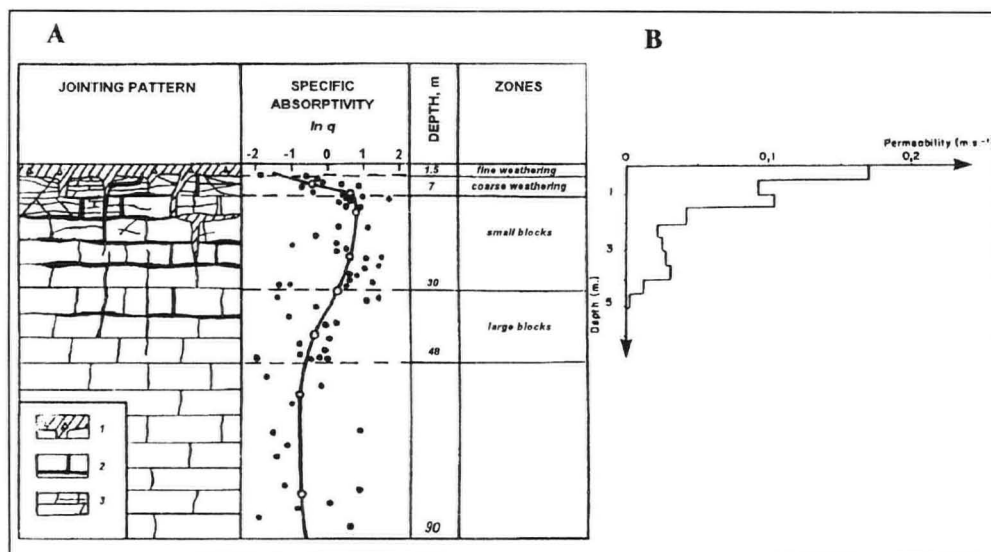 A
B
JOINTING PATTERN
SPECIFIC
ABSORPTIVITY
ln q
DEPTH, m
ZONES
-2 -1 0 1 2
1.5 fine weathering
7 coarse weathering
small blocks
30
large blocks
48
90
1
2
3
Permeability (m s⁻¹)
0 0,1 0,2
1
3
5
Depth (m.)